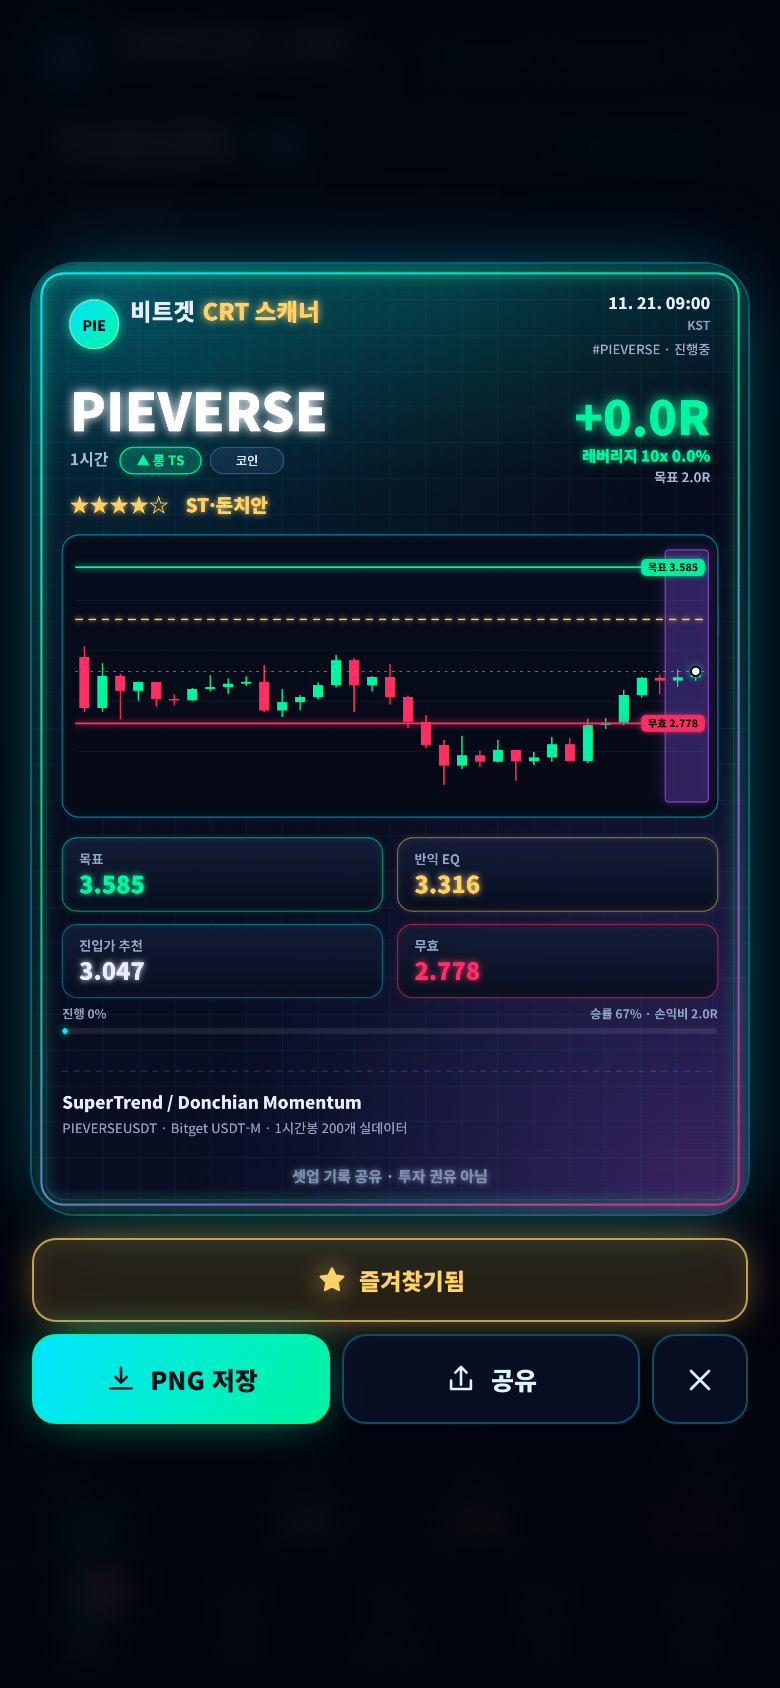 PIE
비트겟 CRT 스캐너
11. 21. 09:00
KST
#PIEVERSE · 진행중
PIEVERSE
+0.0R
1시간
▲ 롱 TS
코인
레버리지 10x 0.0%
목표 2.0R
★★★★☆ ST·돈치안
목표 3.585
무효 2.778
목표
3.585
반익 EQ
3.316
진입가 추천
3.047
무효
2.778
진행 0%
승률 67% · 손익비 2.0R
SuperTrend / Donchian Momentum
PIEVERSEUSDT · Bitget USDT-M · 1시간봉 200개 실데이터
셋업 기록 공유 · 투자 권유 아님
즐겨찾기됨
PNG 저장
공유